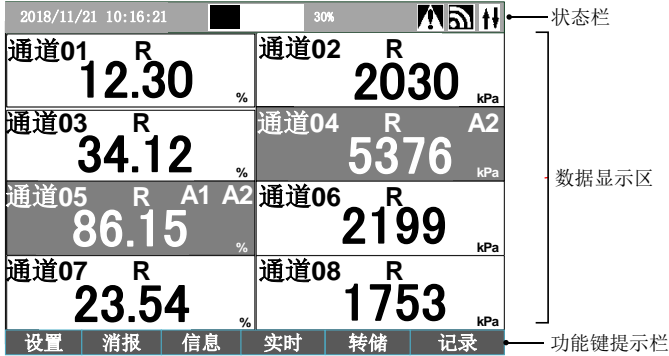 2018/11/21 10:16:21 30%
状态栏
通道01 R
12.30 %
通道02 R
2030 kPa
通道03 R
34.12 %
通道04 R A2
5376 kPa
数据显示区
通道05 R A1 A2
86.15 %
通道06 R
2199 kPa
通道07 R
23.54 %
通道08 R
1753 kPa
设置 消报 信息 实时 转储 记录
功能键提示栏